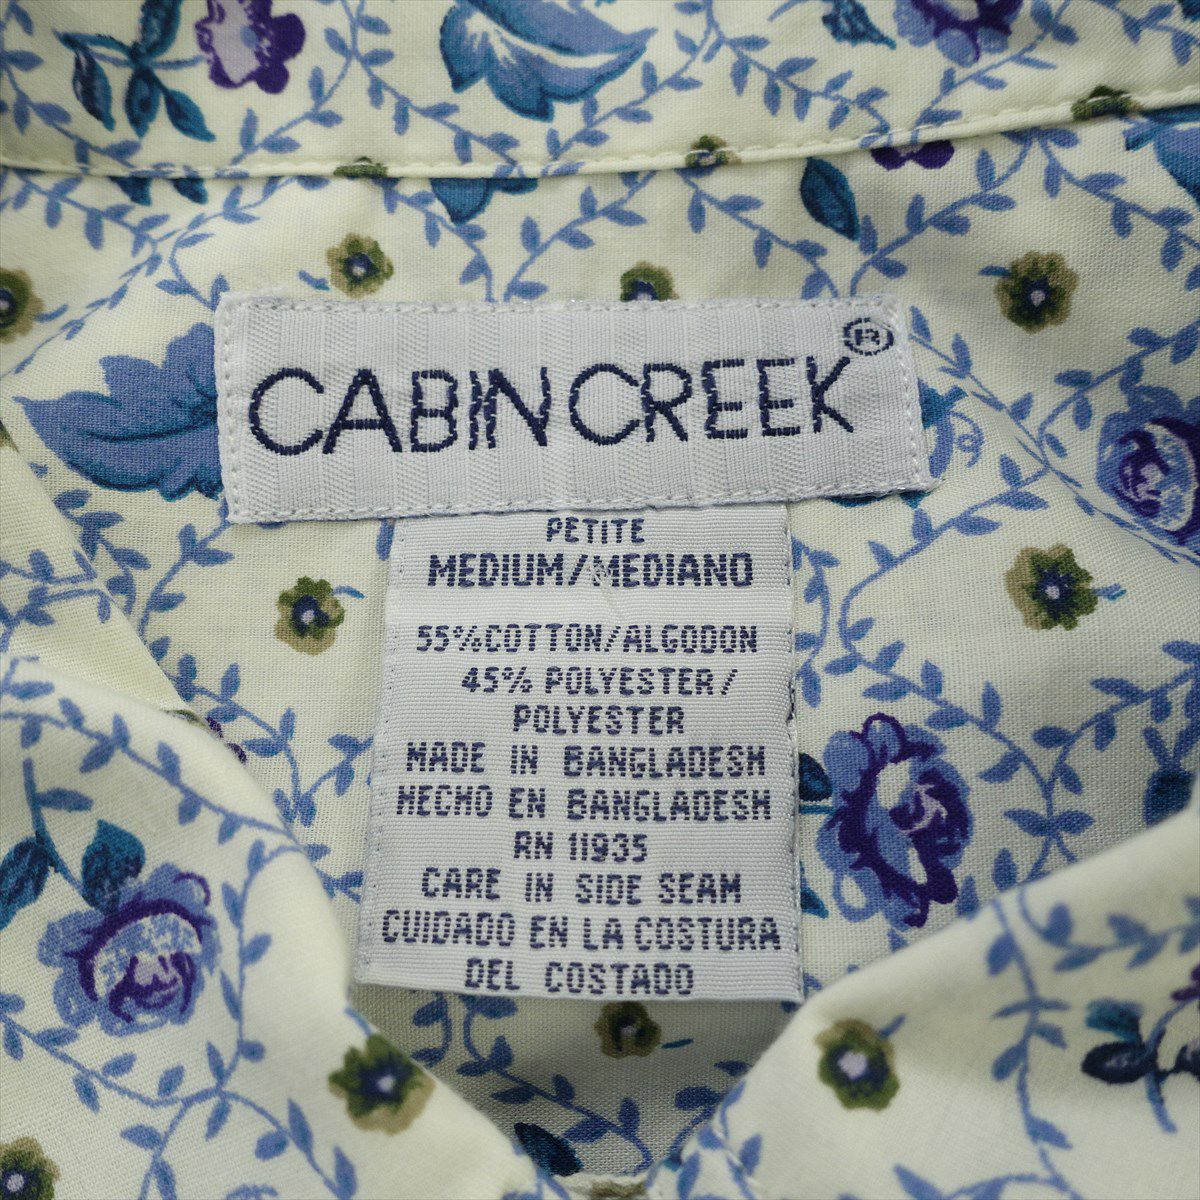 CABIN CREEK®
PETITE
MEDIUM/MEDIANO
55% COTTON/ALGODON
45% POLYESTER/
POLYESTER
MADE IN BANGLADESH
HECHO EN BANGLADESH
RN 11935
CARE IN SIDE SEAM
CUIDADO EN LA COSTURA
DEL COSTADO